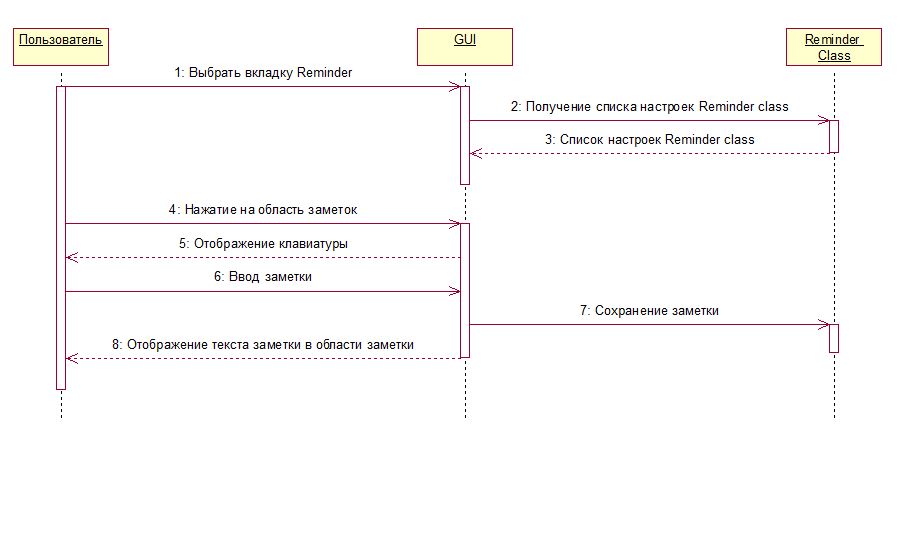 Пользователь
GUI
Reminder
Class
1: Выбрать вкладку Reminder
2: Получение списка настроек Reminder class
3: Список настроек Reminder class
4: Нажатие на область заметок
5: Отображение клавиатуры
6: Ввод заметки
7: Сохранение заметки
8: Отображение текста заметки в области заметки